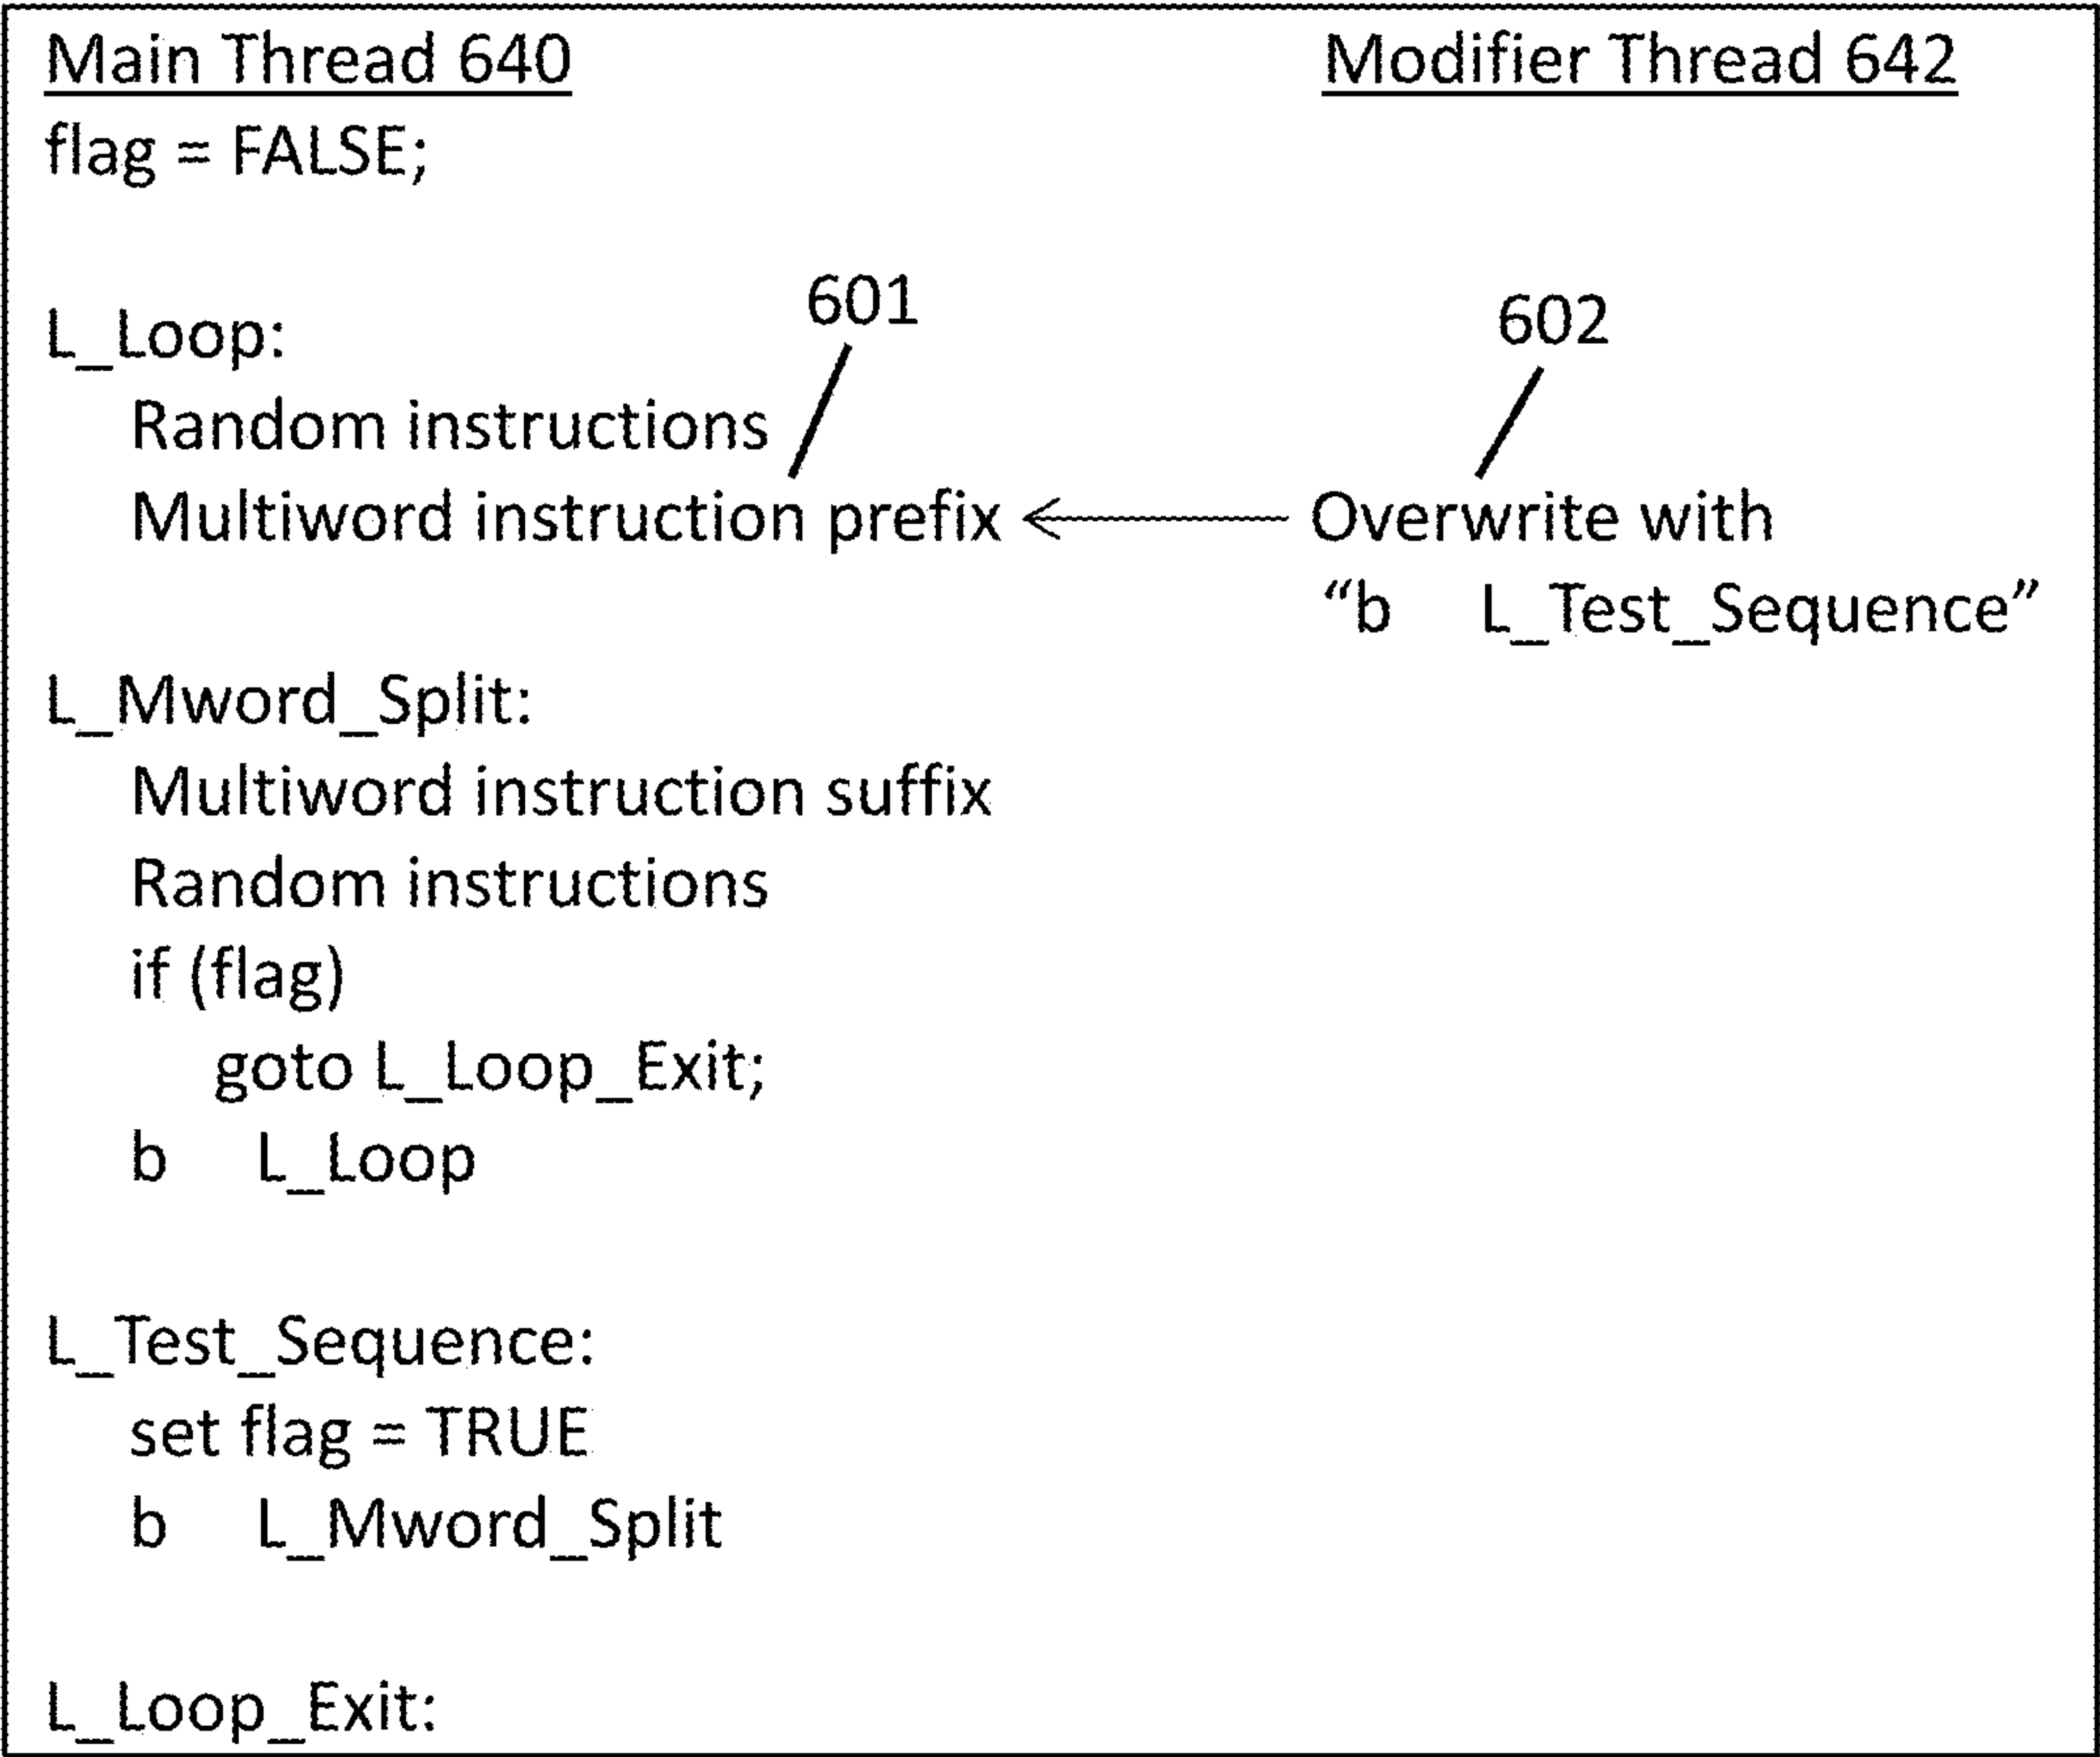 Main Thread 640
Modifier Thread 642
flag = FALSE;
601
602
L_Loop:
Random instructions
Multiword instruction prefix
Overwrite with
“b L_Test_Sequence”
L_Mword_Split:
Multiword instruction suffix
Random instructions
if (flag)
goto L_Loop_Exit;
b L_Loop
L_Test_Sequence:
set flag = TRUE
b L_Mword_Split
L_Loop_Exit: